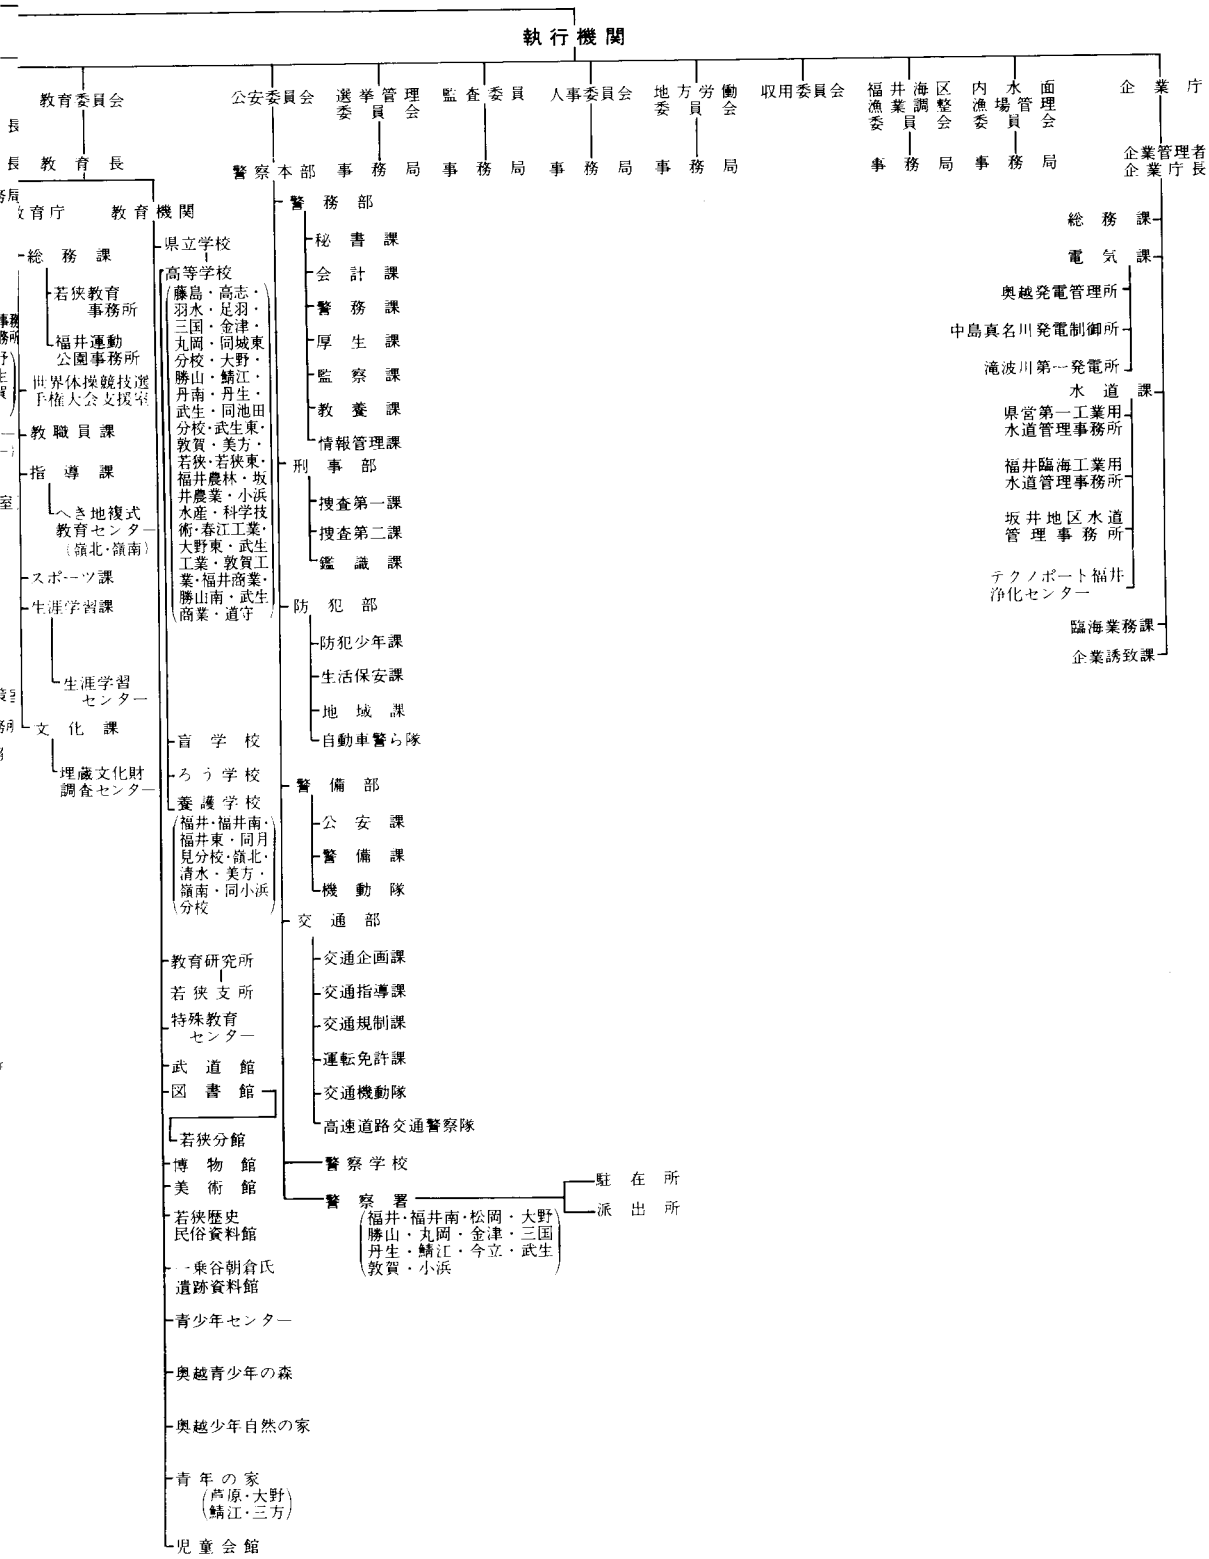 執行機関
教育委員会
長
長
教育長
教育庁
教育機関
総務課
若狭教育
事務所
福井運動
公園事務所
世界体操競技選
手権大会支援室
教職員課
指導課
へき地複式
教育センター
(嶺北・嶺南)
スポーツ課
生涯学習課
生涯学習
センター
文化課
埋蔵文化財
調査センター
県立学校
高等学校
藤島・高志・
羽水・足羽・
三国・金津・
丸岡・同城東
分校・大野・
勝山・鯖江・
丹南・丹生・
武生・同池田
分校・武生東・
敦賀・美方・
若狭・若狭東・
福井農林・坂
井農業・小浜
水産・科学技
術・春江工業・
大野東・武生
工業・敦賀工
業・福井商業・
勝山南・武生
商業・道守
盲学校
ろう学校
養護学校
福井・福井南・
福井東・同月
見分校・嶺北・
清水・美方・
嶺南・同小浜
分校
教育研究所
若狭支所
特殊教育
センター
武道館
図書館
若狭分館
博物館
美術館
若狭歴史
民俗資料館
一乗谷朝倉氏
遺跡資料館
青少年センター
奥越青少年の森
奥越少年自然の家
青年の家
(芦原・大野
鯖江・三方)
児童会館
公安委員会
警察本部
警務部
秘書課
会計課
警務課
厚生課
監察課
教養課
情報管理課
刑事部
捜査第一課
捜査第二課
鑑識課
防犯部
防犯少年課
生活保安課
地域課
自動車警ら隊
警備部
公安課
警備課
機動隊
交通部
交通企画課
交通指導課
交通規制課
運転免許課
交通機動隊
高速道路交通警察隊
警察学校
警察署
福井・福井南・松岡・大野
勝山・丸岡・金津・三国
丹生・鯖江・今立・武生
敦賀・小浜
駐在所
派出所
選挙管理
委員会
事務局
監査委員
事務局
人事委員会
事務局
地方労働
委員会
事務局
収用委員会
福井海区
漁業調整
委員会
事務局
内水面
漁場管理
委員会
事務局
企業庁
企業管理者
企業庁長
総務課
電気課
奥越発電管理所
中島真名川発電制御所
滝波川第一発電所
水道課
県営第一工業用
水道管理事務所
福井臨海工業用
水道管理事務所
坂井地区水道
管理事務所
テクノポート福井
浄化センター
臨海業務課
企業誘致課